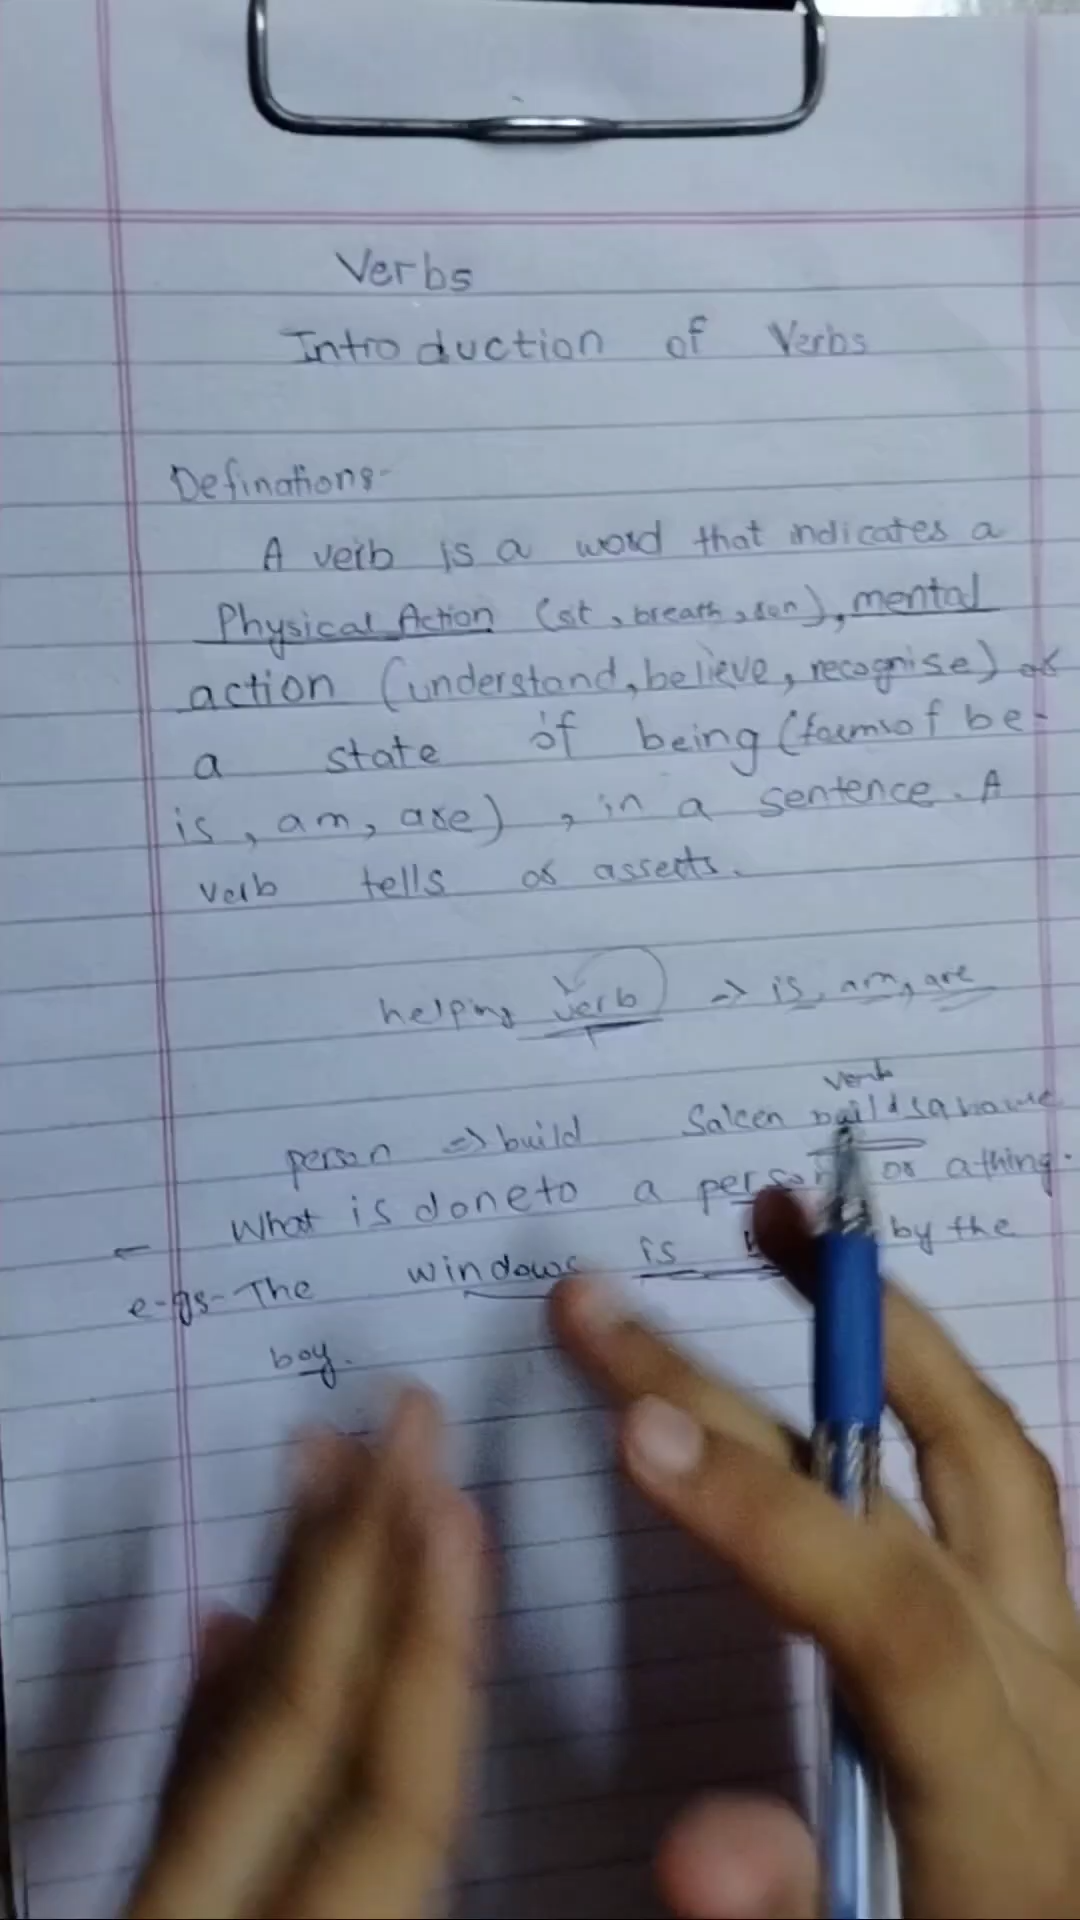 Verbs
Introduction of Verbs
Definations-
A verb is a word that indicates a
Physical Action (sit, breath, run), mental
action (understand, believe, recognise) or
a state of being (forms of be-
is, am, are), in a sentence. A
verb tells or asserts.
helping verb => is, am, are
verb
person => build Saleen builds a house
What is done to a person or a thing.
e-gs- The windows is by the
boy.